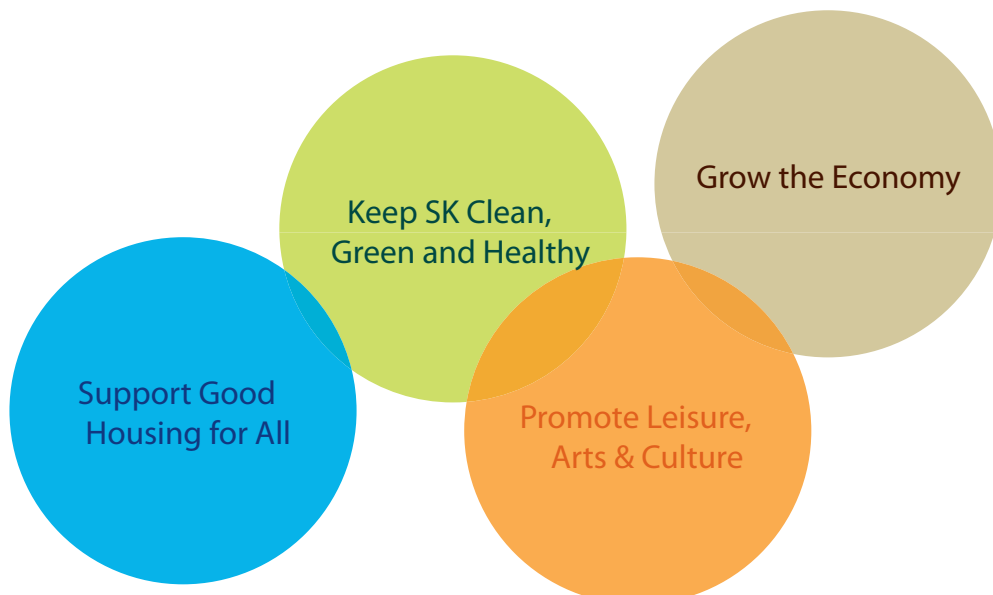 Support Good
Housing for All
Keep SK Clean,
Green and Healthy
Promote Leisure,
Arts & Culture
Grow the Economy